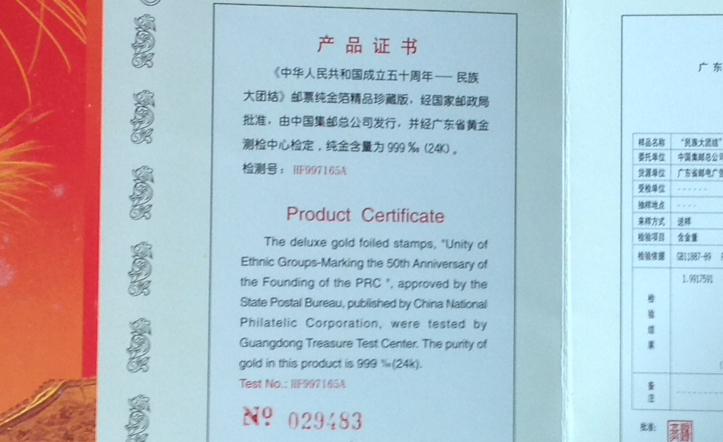 产品证书
《中华人民共和国成立五十周年——民族
大团结》邮票纯金箔精品珍藏版，经国家邮政局
批准，由中国集邮总公司发行，并经广东省黄金
测检中心检定，纯金含量为 999 ‰ (24K) 。
检测号： HF997165A
Product Certificate
The deluxe gold foiled stamps, "Unity of
Ethnic Groups-Marking the 50th Anniversary of
the Founding of the PRC ", approved by the
State Postal Bureau, published by China National
Philatelic Corporation, were tested by
Guangdong Treasure Test Center. The purity of
gold in this product is 999 ‰(24k).
Test No.: HF997165A
Nº 029483
广东
样品名称 "民族大团结"
委托单位 中国集邮总公司
货源单位 广东省邮电广
受检单位 ------
抽样地点 ----
来样方式 送样
检验项目 含金量
检验依据 GB11887-89
1.9917591
检验结果
备注
批准: